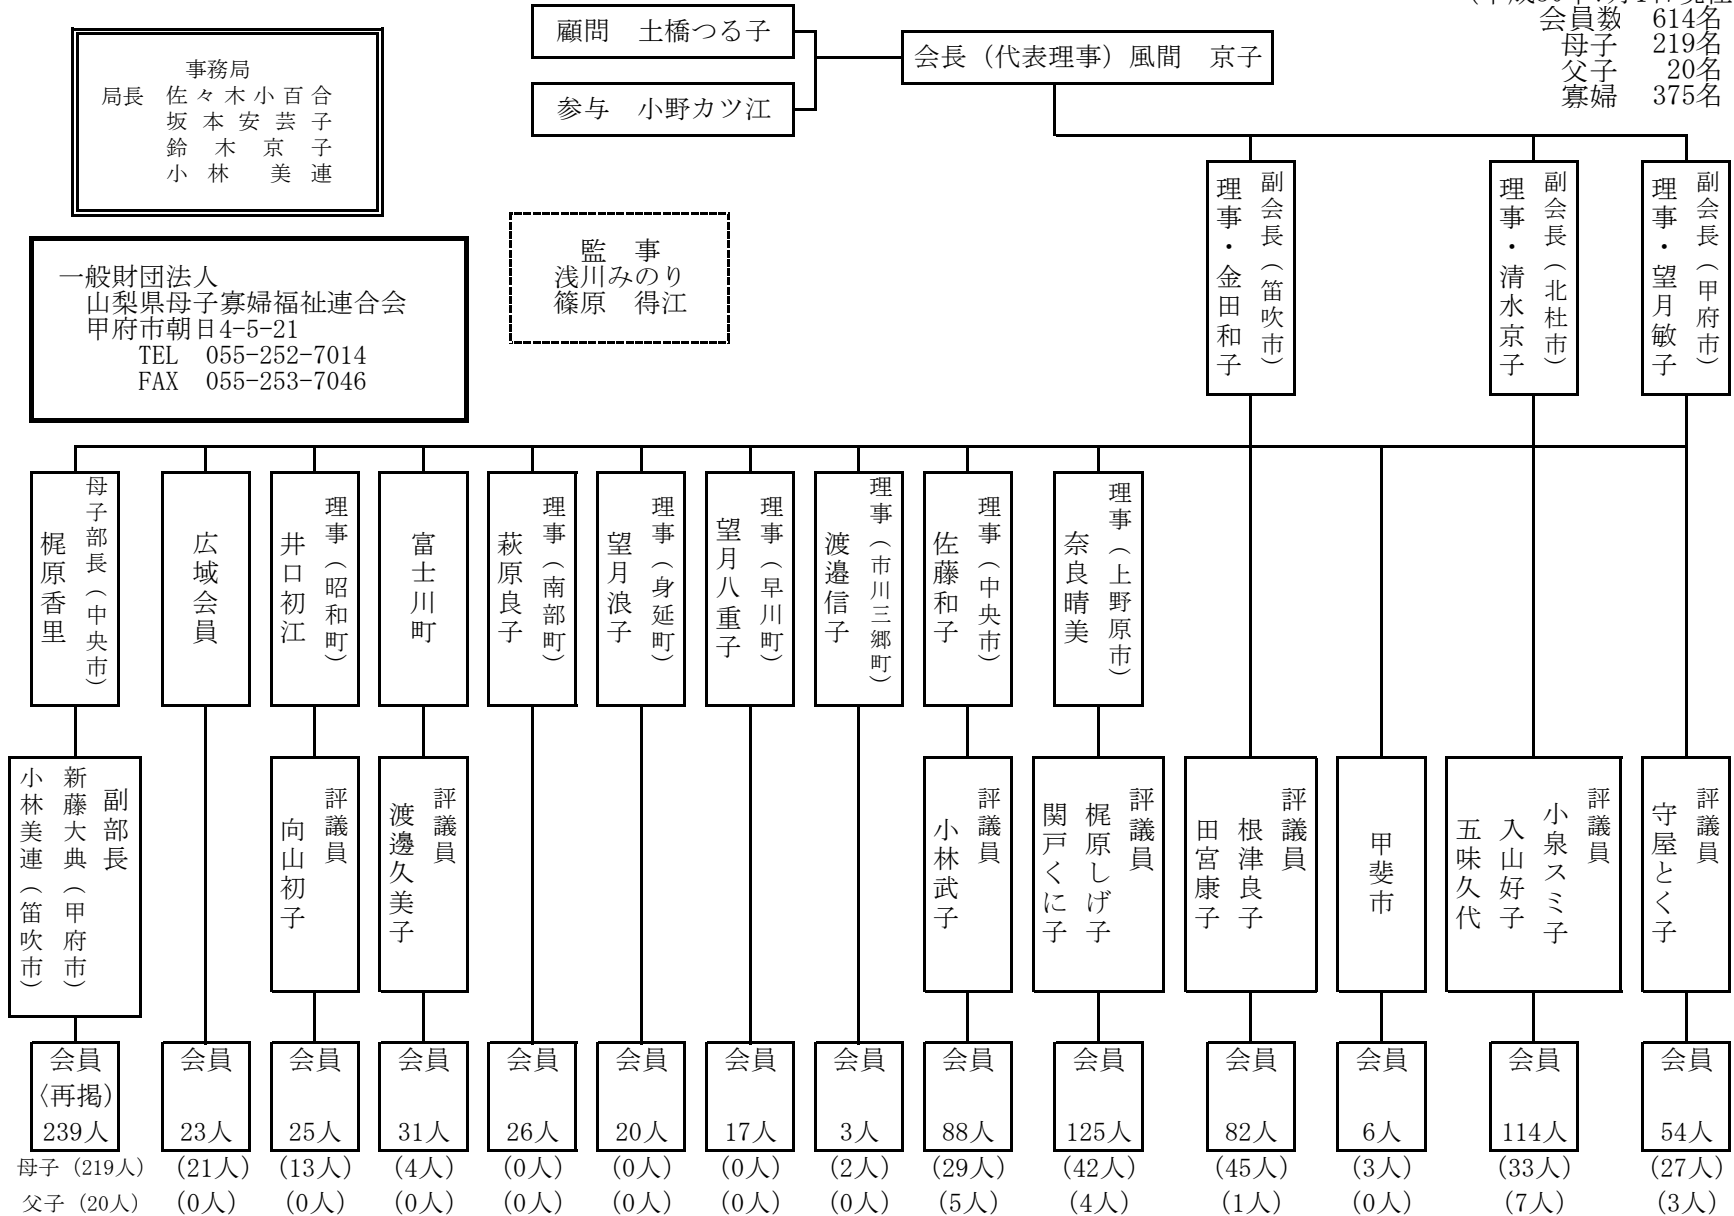 会員数 614名
母子 219名
父子 20名
寡婦 375名
顧問 土橋つる子
参与 小野カツ江
会長（代表理事）風間 京子
事務局
局長 佐々木小百合
坂本安芸子
鈴木京子
小林 美連
一般財団法人
山梨県母子寡婦福祉連合会
甲府市朝日4-5-21
TEL 055-252-7014
FAX 055-253-7046
監 事
浅川みのり
篠原 得江
副会長（甲府市）
理事・望月敏子
副会長（北杜市）
理事・清水京子
副会長（笛吹市）
理事・金田和子
理事（上野原市）
奈良晴美
理事（中央市）
佐藤和子
理事（市川三郷町）
渡邉信子
理事（早川町）
望月八重子
理事（身延町）
望月浪子
理事（南部町）
萩原良子
富士川町
理事（昭和町）
井口初江
広域会員
母子部長（中央市）
梶原香里
評議員
守屋とく子
評議員
小泉スミ子
入山好子
五味久代
甲斐市
評議員
根津良子
田宮康子
評議員
梶原しげ子
関戸くに子
評議員
小林武子
評議員
渡邊久美子
評議員
向山初子
副部長
新藤大典（甲府市）
小林美連（笛吹市）
会員 会員 会員 会員 会員 会員 会員 会員 会員 会員 会員 会員 会員 会員
〈再掲〉
239人 23人 25人 31人 26人 20人 17人 3人 88人 125人 82人 6人 114人 54人
母子（219人） （21人） （13人） （4人） （0人） （0人） （0人） （2人） （29人） （42人） （45人） （3人） （33人） （27人）
父子（20人） （0人） （0人） （0人） （0人） （0人） （0人） （0人） （5人） （4人） （1人） （0人） （7人） （3人）